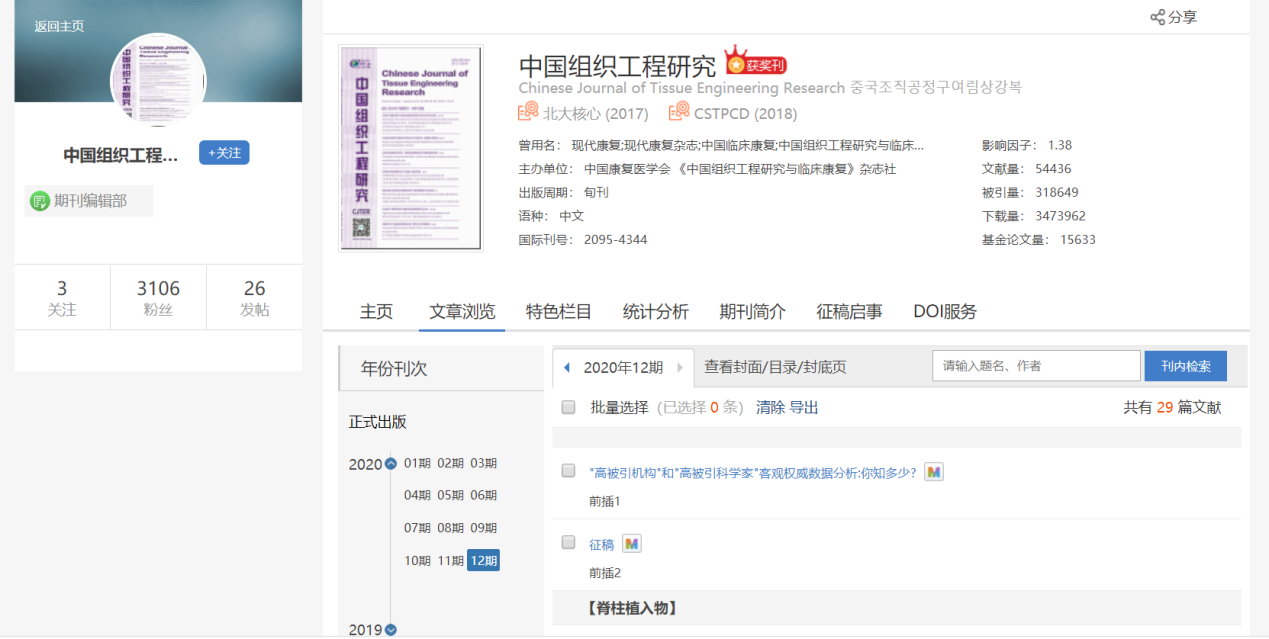 返回主页
分享
Chinese Journal of
Tissue Engineering
Research
中国组织工程研究
CJTER
中国组织工程研究
获奖刊
Chinese Journal of Tissue Engineering Research 중국조직공정구여림상강복
北大核心 (2017)
CSTPCD (2018)
曾用名: 现代康复;现代康复杂志;中国临床康复;中国组织工程研究与临床...
主办单位: 中国康复医学会 《中国组织工程研究与临床康复》杂志社
出版周期: 旬刊
语种: 中文
国际刊号: 2095-4344
影响因子: 1.38
文献量: 54436
被引量: 318649
下载量: 3473962
基金论文量: 15633
中国组织工程...
+关注
期刊编辑部
3
关注
3106
粉丝
26
发帖
主页 文章浏览 特色栏目 统计分析 期刊简介 征稿启事 DOI服务
年份刊次
正式出版
2020
01期 02期 03期
04期 05期 06期
07期 08期 09期
10期 11期 12期
2019
2020年12期
查看封面/目录/封底页
请输入题名、作者
刊内检索
批量选择 (已选择 0 条) 清除 导出
共有 29 篇文献
"高被引机构"和"高被引科学家"客观权威数据分析:你知多少? M
前插1
征稿 M
前插2
【脊柱植入物】